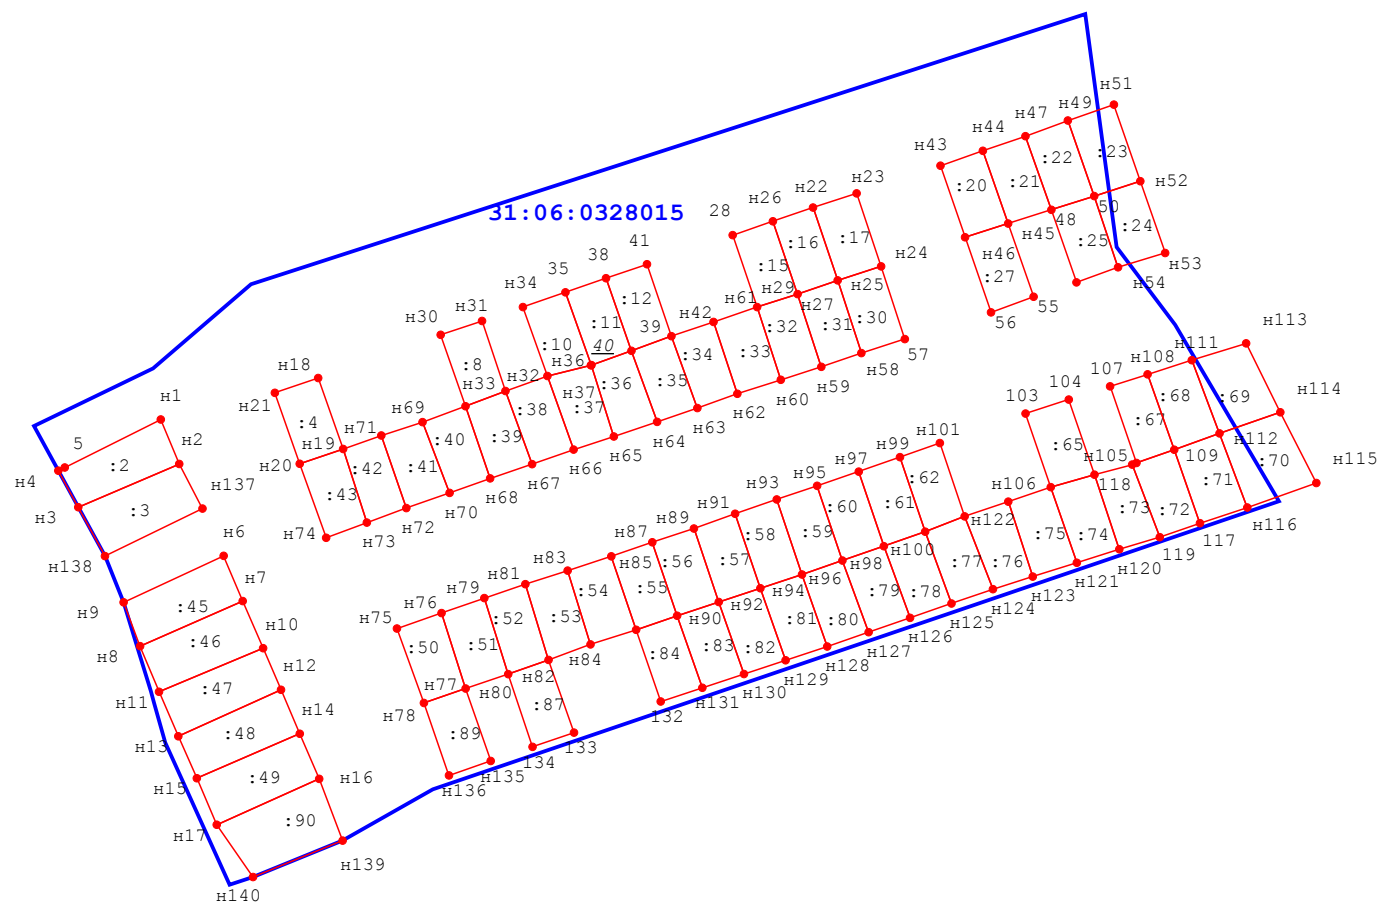 н51
н49
н47
н44
н43
:23
:22
:20
:21
н52
н23
н22
н26
28
31:06:0328015
50
48
н45
:24
:25
н46
:27
н53
н54
55
56
:17
:16
:15
н24
н25
н29
н27
41
38
35
н34
:12
:11
:10
н61
н42
39
40
:30
:31
:32
57
н58
н59
:33
:34
н60
н62
н36
н37
н31
н30
:8
н32
н33
:36
:35
:37
:38
:39
н63
н64
н65
н66
н67
н18
н21
:4
н69
н71
н19
н20
:40
:41
:42
:43
н68
н70
н72
н73
н74
н1
5
н2
:2
н4
н3
:3
н137
н138
н113
н111
н108
107
104
103
:68
:69
:67
:65
н114
н112
109
н105
118
:70
:71
:72
:73
н115
н116
117
119
н120
н121
н101
н99
н97
н95
н93
н91
н89
н87
н85
н83
н81
н79
н76
н75
:62
:61
:60
:59
:58
:57
:56
:55
:54
:53
:52
:51
:50
н106
н122
н100
н98
н96
н94
н92
н90
:74
:75
:76
:77
:78
:79
:80
:81
:82
:83
:84
н123
н124
н125
н126
н127
н128
н129
н130
н131
132
н84
н82
н80
н77
н78
:87
:89
133
134
н135
н136
н6
н7
н9
:45
н8
:46
н10
н11
:47
н12
н13
:48
н14
н15
:49
н16
н17
:90
н139
н140